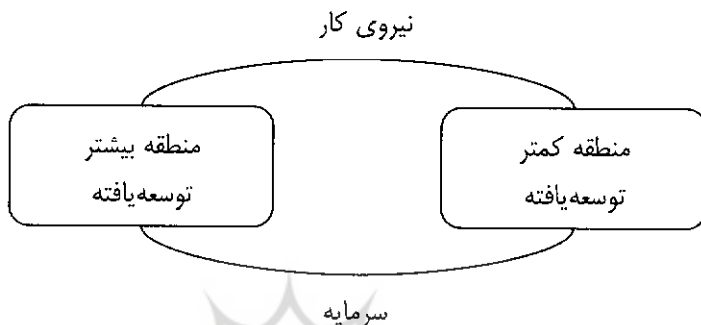 نیروی کار
منطقه کمتر
توسعه‌یافته
منطقه بیشتر
توسعه‌یافته
سرمایه